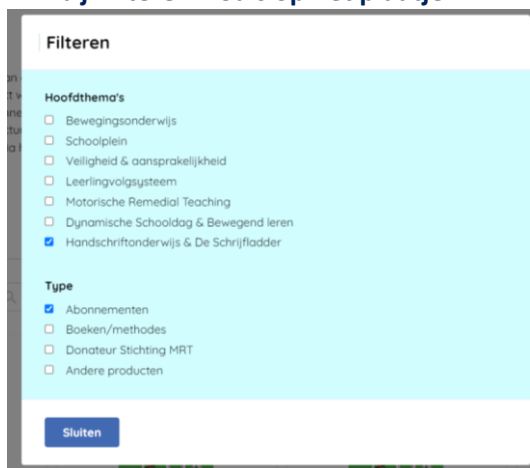 Filteren
Hoofdthema's
Bewegingsonderwijs
Schoolplein
Veiligheid & aansprakelijkheid
Leerlingvolgsysteem
Motorische Remedial Teaching
Dynamische Schooldag & Bewegend leren
Handschriftonderwijs & De Schrijfladder
Type
Abonnementen
Boeken/methodes
Donateur Stichting MRT
Andere producten
Sluiten